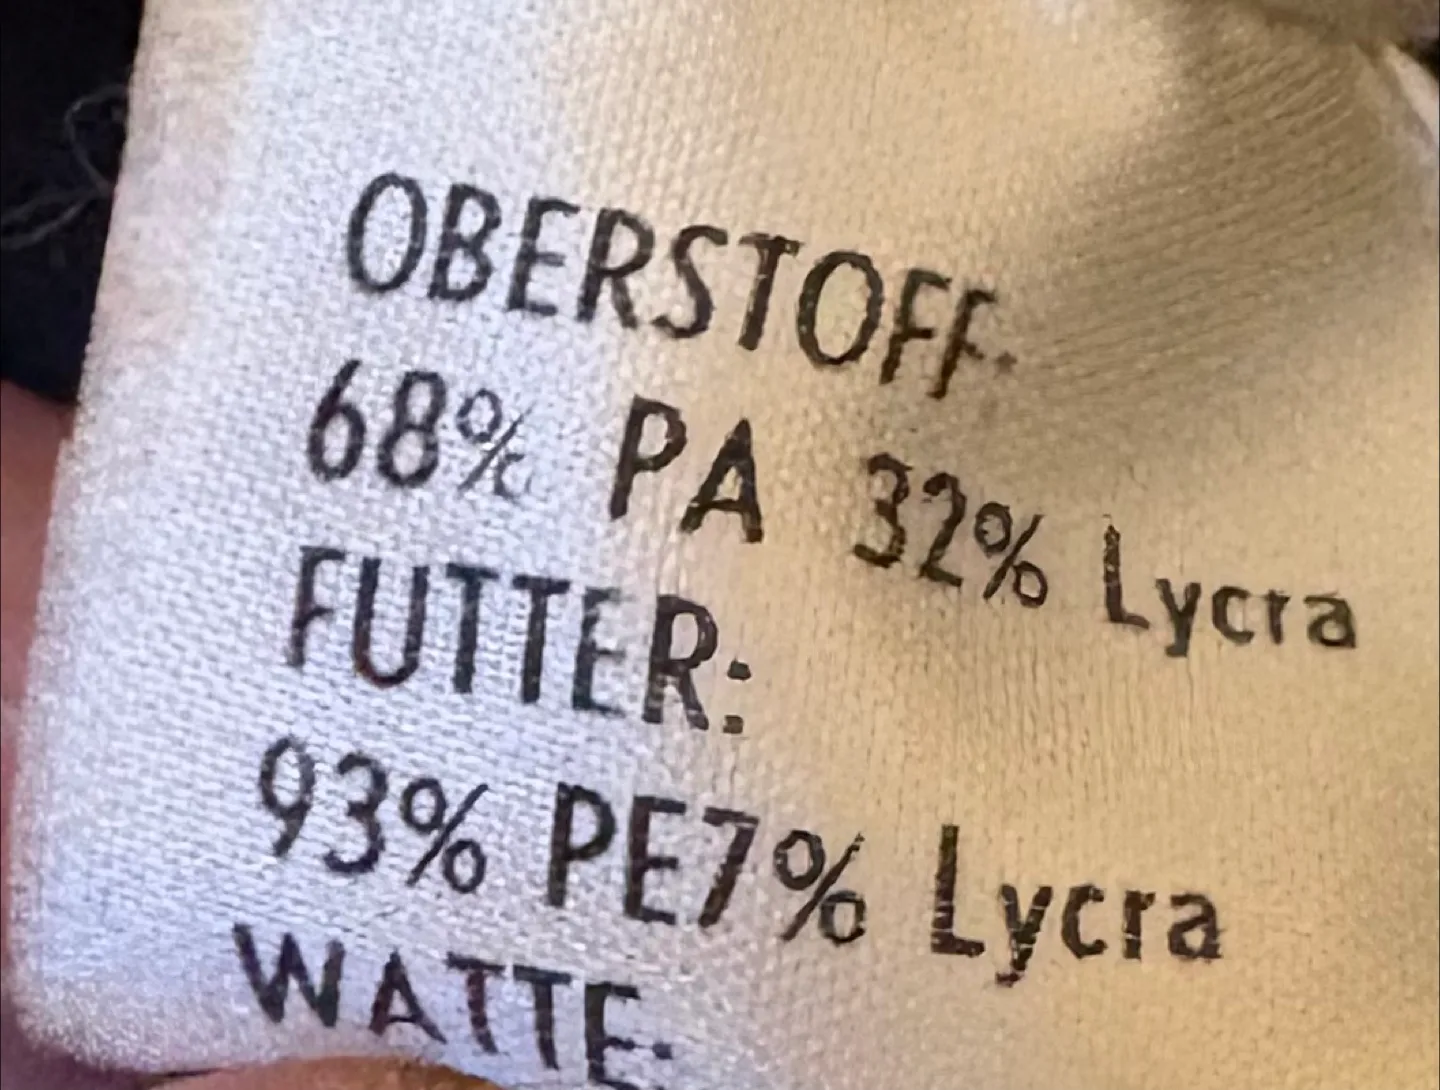 OBERSTOFF:
68% PA 32% Lycra
FUTTER:
93% PE7% Lycra
WATTE: